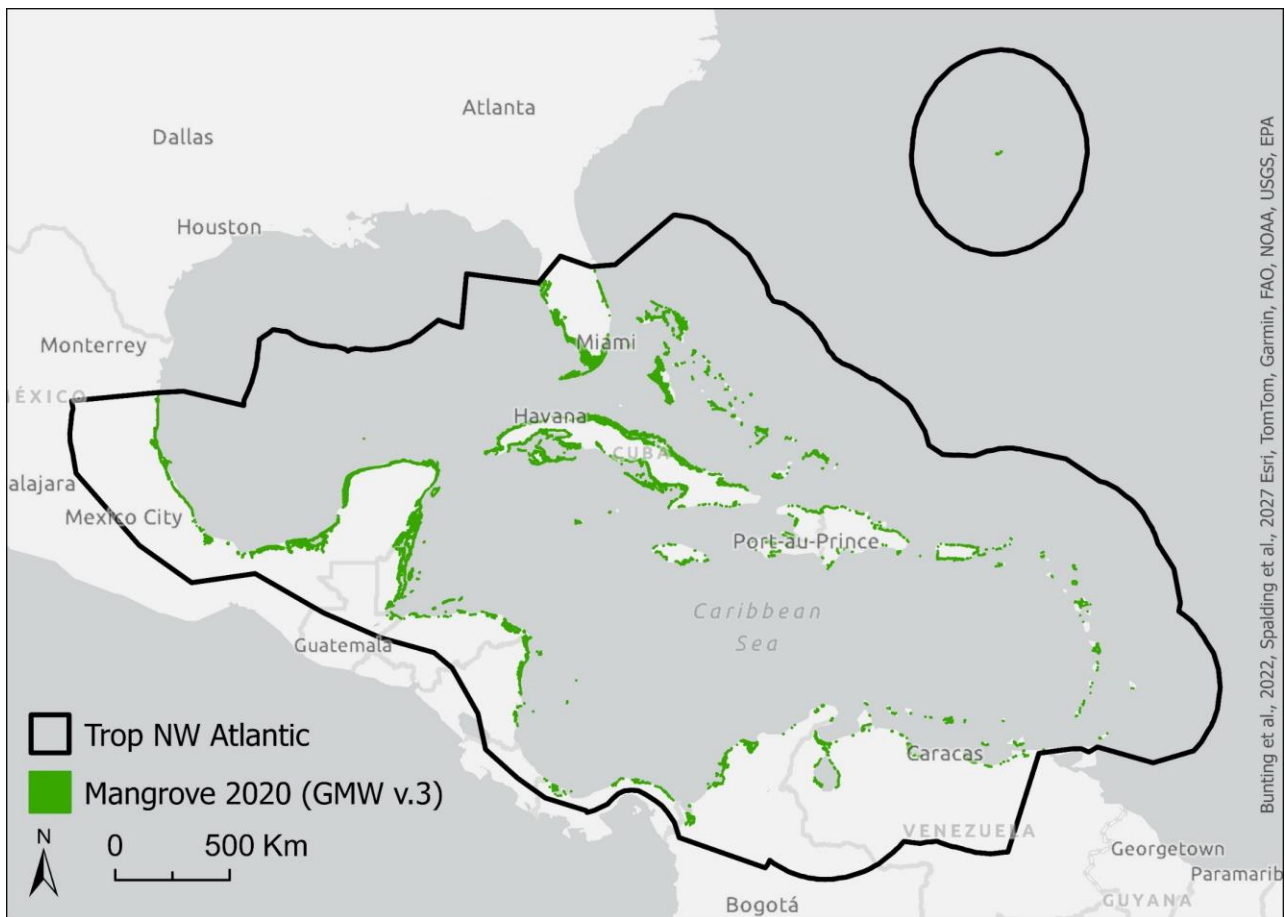 Atlanta
Dallas
Houston
Monterrey
MÉXICO
Miami
Havana
CUBA
alajara
Mexico City
Port-au-Prince
Caribbean
Sea
Guatemala
Caracas
VENEZUELA
Georgetown
Paramarib
GUYANA
Bogotá
Trop NW Atlantic
Mangrove 2020 (GMW v.3)
N
0 500 Km
Bunting et al., 2022, Spalding et al., 2027 Esri, TomTom, Garmin, FAO, NOAA, USGS, EPA